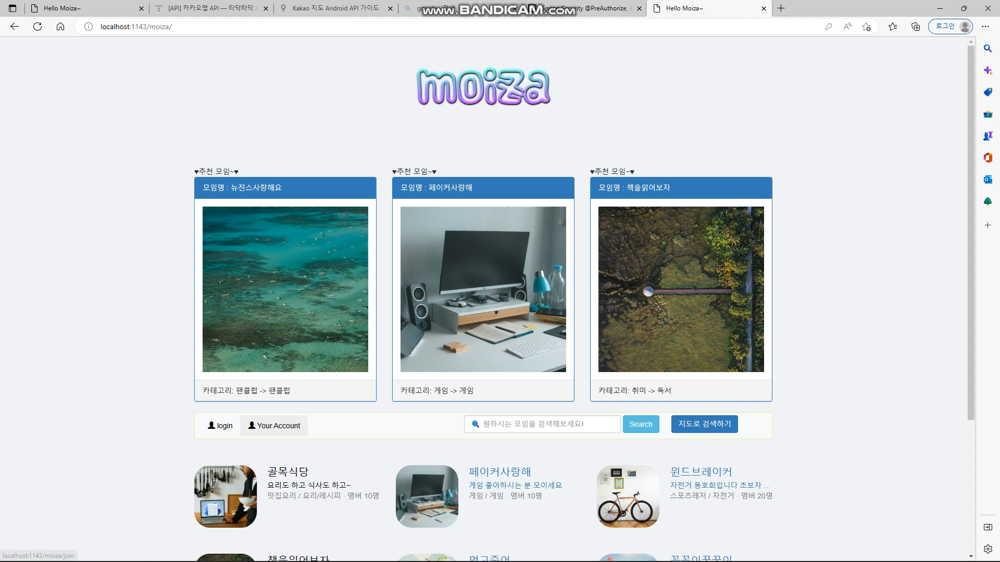 Hello Moiza~
[API] 카카오맵 API — 타닥타닥
Kakao 지도 Android API 가이드
www.BANDICAM.com
Spring Security @PreAuthorize,
Hello Moiza~
localhost:1143/moiza/
로그인
moiza
♥추천 모임~♥
♥추천 모임~♥
♥추천 모임~♥
모임명 : 뉴진스사랑해요
모임명 : 페이커사랑해
모임명 : 책을읽어보자
카테고리: 팬클럽 -> 팬클럽
카테고리: 게임 -> 게임
카테고리: 취미 -> 독서
login
Your Account
원하시는 모임을 검색해보세요!
Search
지도로 검색하기
골목식당
요리도 하고 식사도 하고~
맛집요리 / 요리/레시피 · 맴버 10명
페이커사랑해
게임 좋아하시는 분 모이세요
게임 / 게임 · 맴버 10명
윈드브레이커
자전거 동호회입니다 초보자 ...
스포츠레저 / 자전거 · 맴버 20명
책을읽어보자
localhost:1143/moiza/join